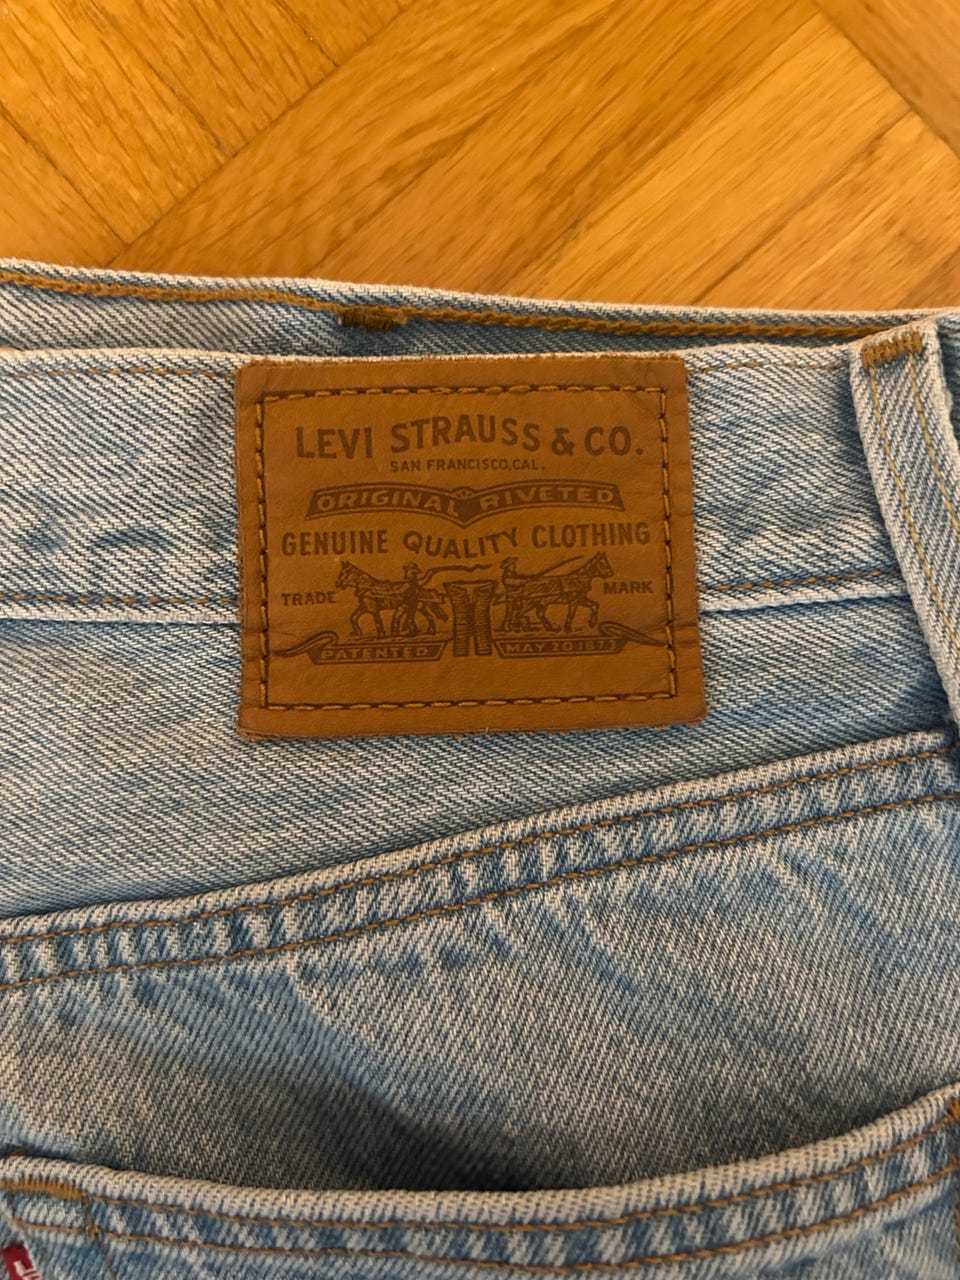 LEVI STRAUSS & CO.
SAN FRANCISCO, CAL.
ORIGINAL RIVETED
GENUINE QUALITY CLOTHING
TRADE MARK
PATENTED MAY 20 1873